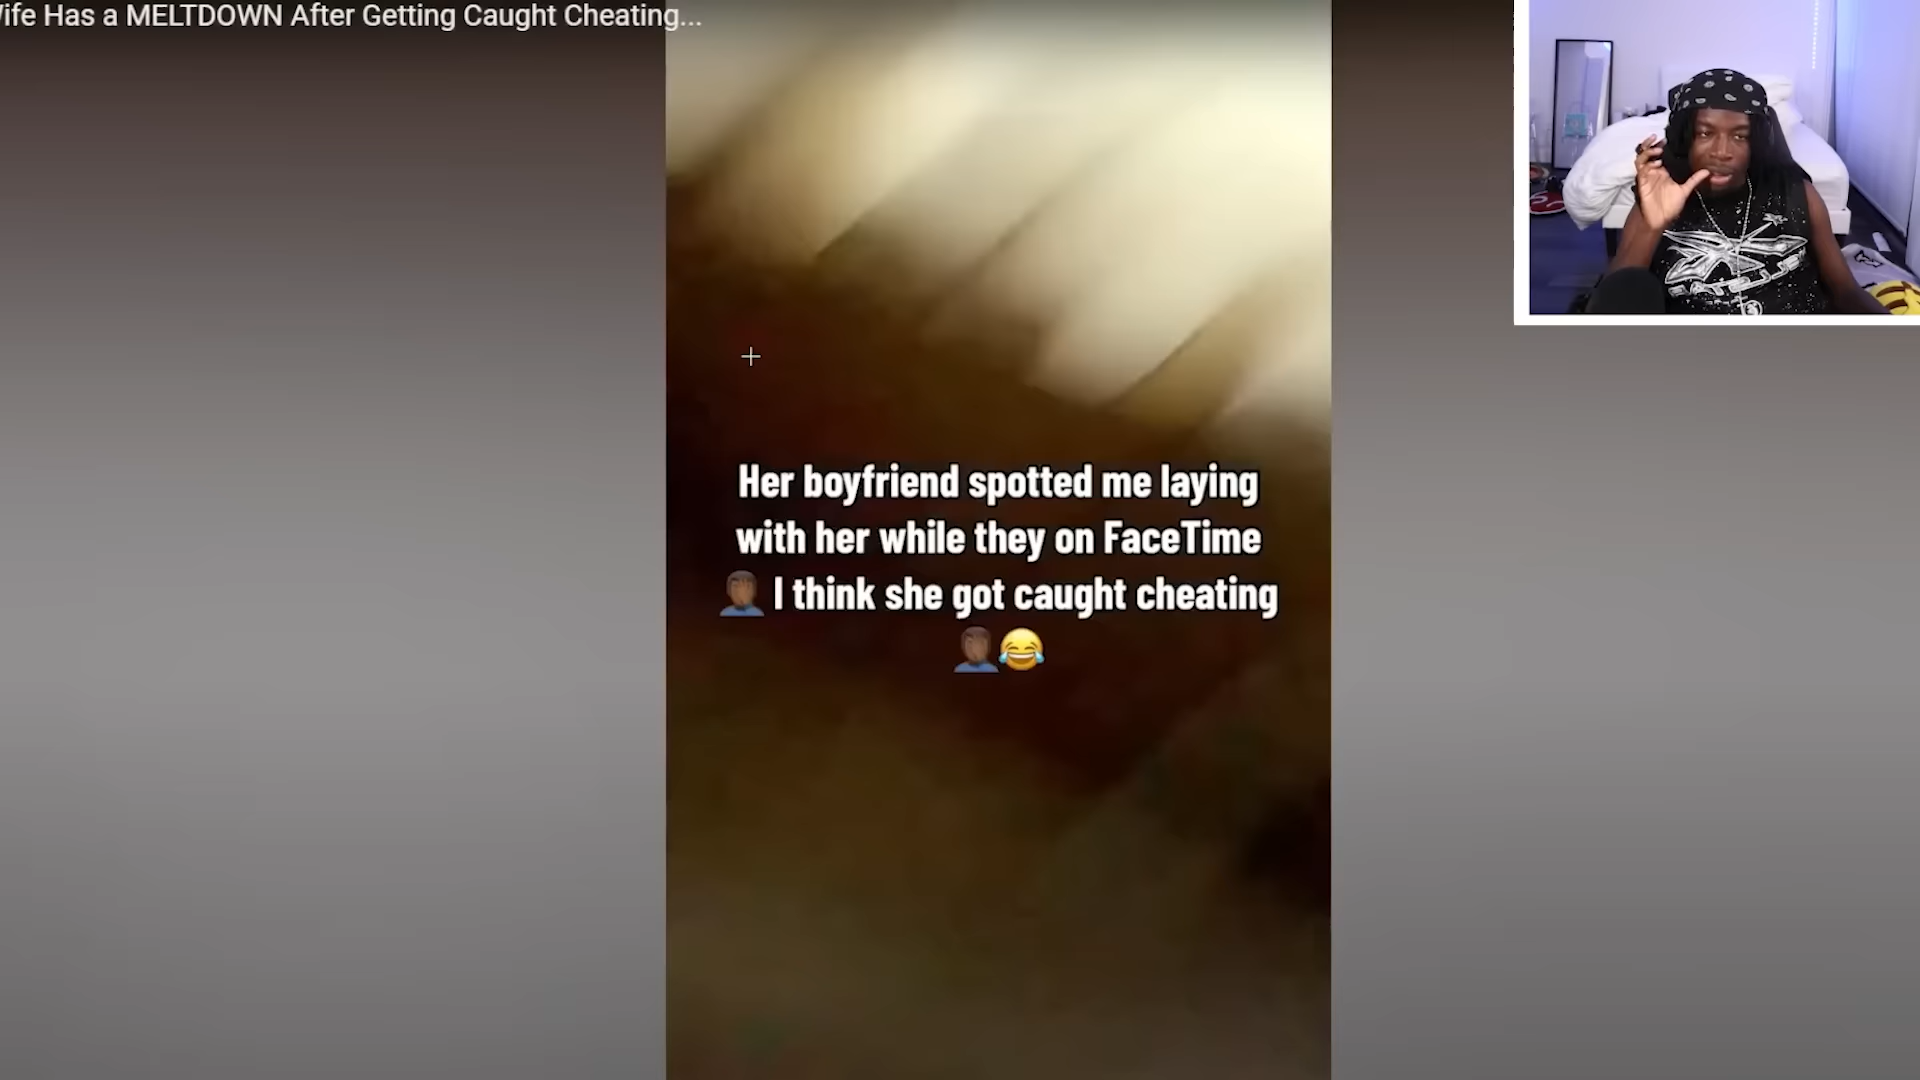 ife Has a MELTDOWN After Getting Caught Cheating...
Her boyfriend spotted me laying
with her while they on FaceTime
🤦🏾‍♂️ I think she got caught cheating
🤦🏾‍♂️😂